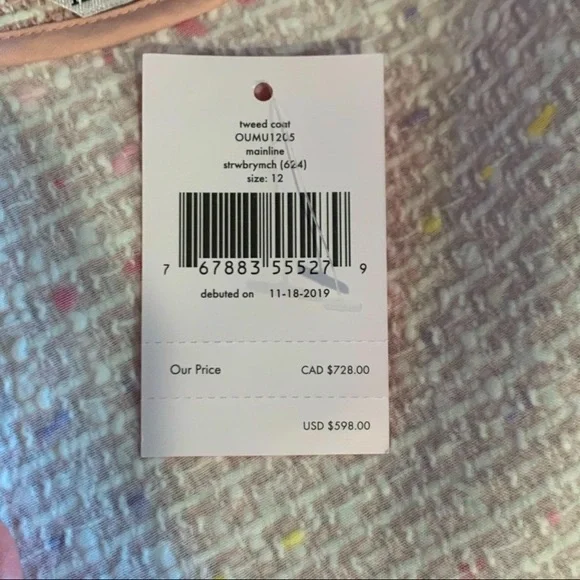 tweed coat
OUMU1205
mainline
strwbrymch (624)
size: 12
7 67883 55527 9
debuted on 11-18-2019
Our Price CAD $728.00
USD $598.00